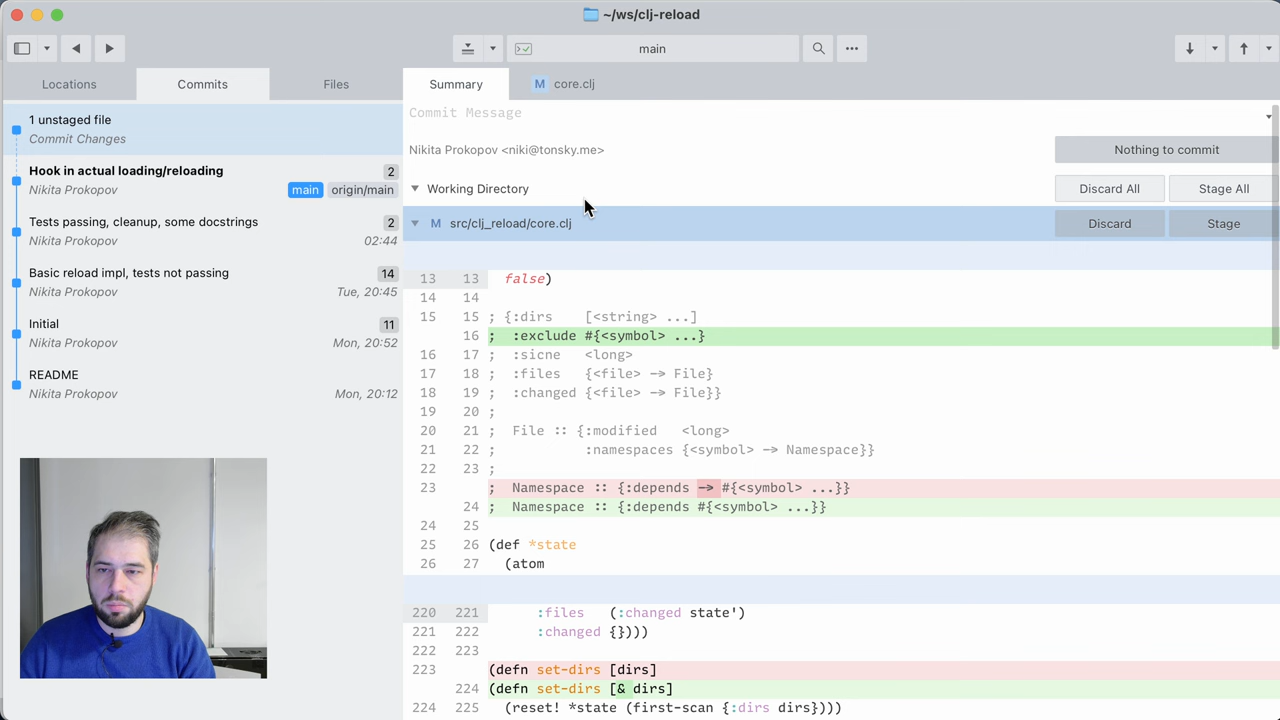 ~/ws/clj-reload
main
Locations
Commits
Files
Summary
M core.clj
1 unstaged file
Commit Changes
Hook in actual loading/reloading 2
Nikita Prokopov main origin/main
Tests passing, cleanup, some docstrings 2
Nikita Prokopov 02:44
Basic reload impl, tests not passing 14
Nikita Prokopov Tue, 20:45
Initial 11
Nikita Prokopov Mon, 20:52
README
Nikita Prokopov Mon, 20:12
Commit Message
Nikita Prokopov <niki@tonsky.me> Nothing to commit
Working Directory Discard All Stage All
M src/clj_reload/core.clj Discard Stage
13 13 false)
14 14
15 15 ; {:dirs [<string> ...]
16 ; :exclude #{<symbol> ...}
16 17 ; :sicne <long>
17 18 ; :files {<file> -> File}
18 19 ; :changed {<file> -> File}}
19 20 ;
20 21 ; File :: {:modified <long>
21 22 ; :namespaces {<symbol> -> Namespace}}
22 23 ;
23 ; Namespace :: {:depends -> #{<symbol> ...}}
24 ; Namespace :: {:depends #{<symbol> ...}}
24 25
25 26 (def *state
26 27 (atom
220 221 :files (:changed state')
221 222 :changed {})))
222 223
223 (defn set-dirs [dirs]
224 (defn set-dirs [& dirs]
224 225 (reset! *state (first-scan {:dirs dirs})))